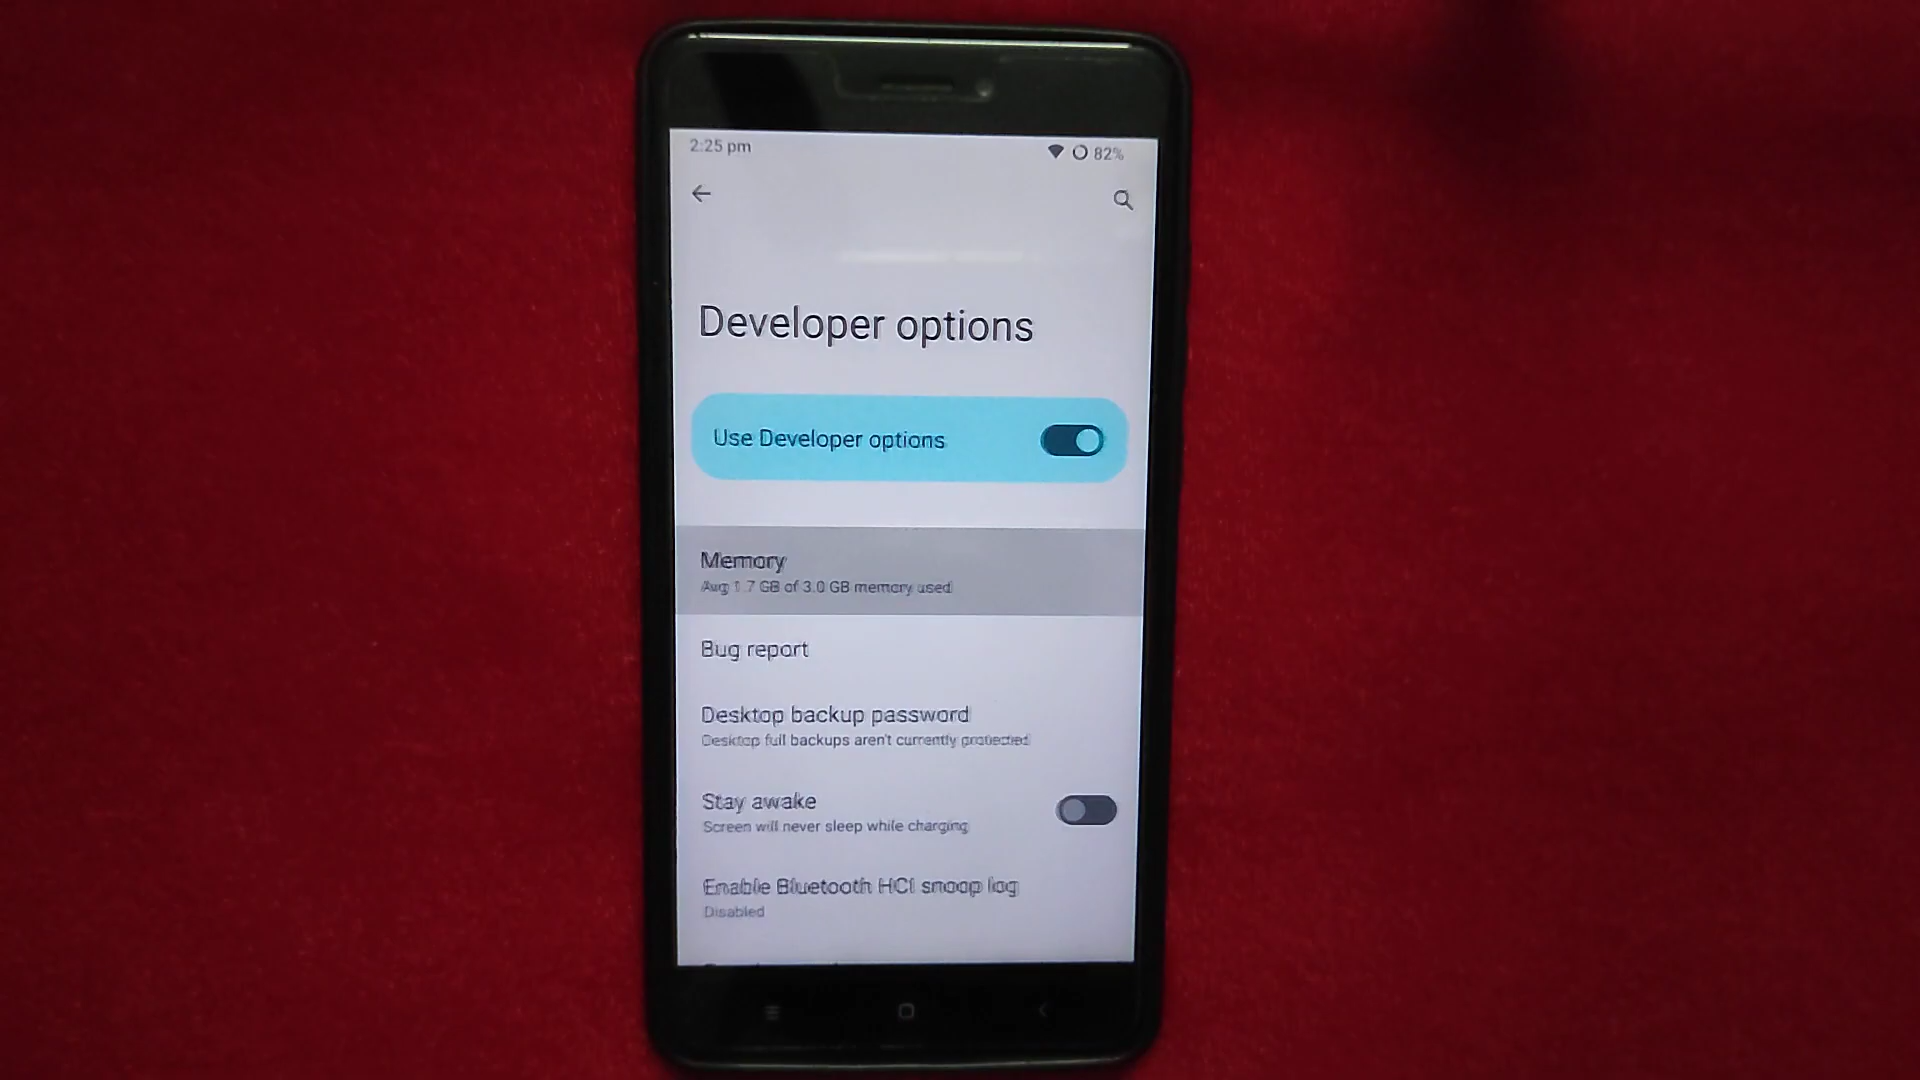 2:25 pm
82%
Developer options
Use Developer options
Memory
Avg 1.7 GB of 3.0 GB memory used
Bug report
Desktop backup password
Desktop full backups aren't currently protected
Stay awake
Screen will never sleep while charging
Enable Bluetooth HCI snoop log
Disabled